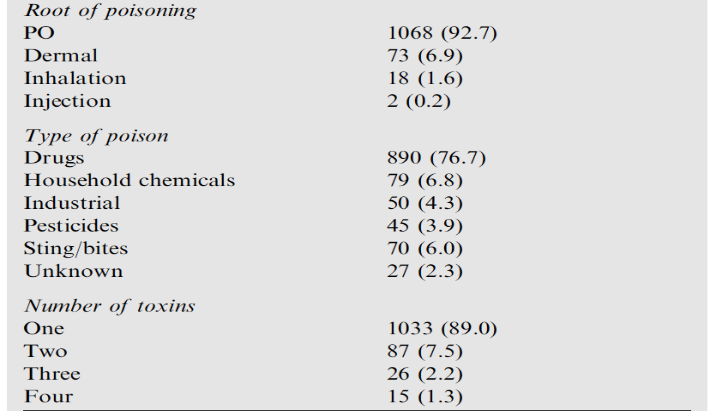 Root of poisoning
PO 1068 (92.7)
Dermal 73 (6.9)
Inhalation 18 (1.6)
Injection 2 (0.2)
Type of poison
Drugs 890 (76.7)
Household chemicals 79 (6.8)
Industrial 50 (4.3)
Pesticides 45 (3.9)
Sting/bites 70 (6.0)
Unknown 27 (2.3)
Number of toxins
One 1033 (89.0)
Two 87 (7.5)
Three 26 (2.2)
Four 15 (1.3)